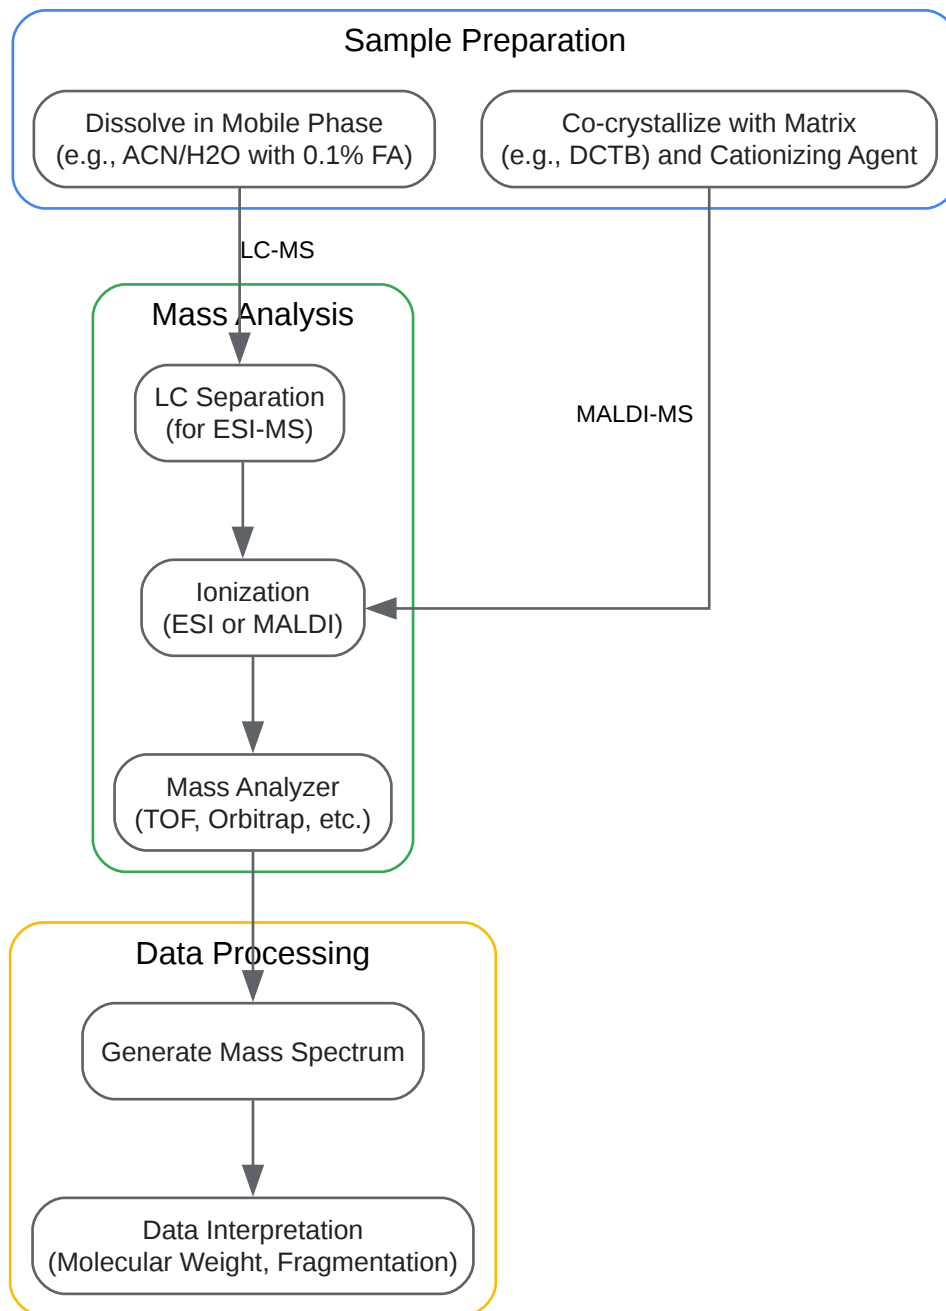 Sample Preparation
Dissolve in Mobile Phase
(e.g., ACN/H2O with 0.1% FA)
Co-crystallize with Matrix
(e.g., DCTB) and Cationizing Agent
LC-MS
Mass Analysis
LC Separation
(for ESI-MS)
MALDI-MS
Ionization
(ESI or MALDI)
Mass Analyzer
(TOF, Orbitrap, etc.)
Data Processing
Generate Mass Spectrum
Data Interpretation
(Molecular Weight, Fragmentation)